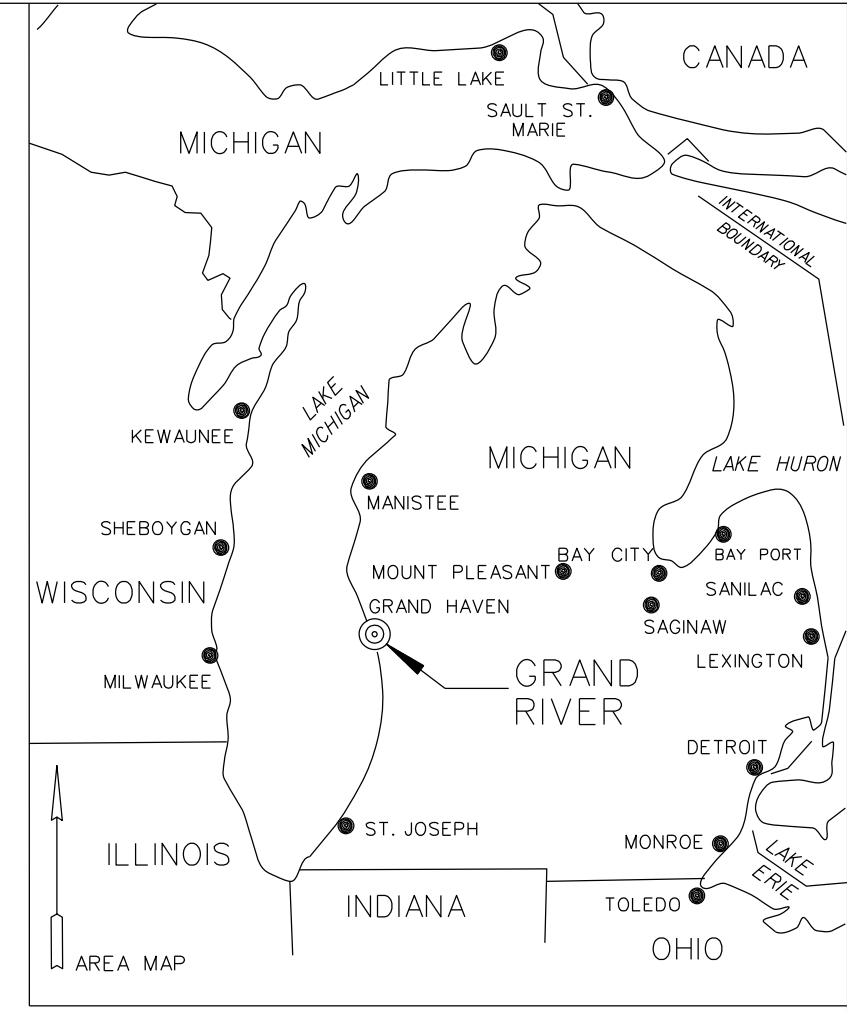 CANADA
LITTLE LAKE
SAULT ST.
MARIE
MICHIGAN
INTERNATIONAL
BOUNDARY
LAKE
MICHIGAN
KEWAUNEE
MICHIGAN
LAKE HURON
MANISTEE
SHEBOYGAN
BAY CITY
BAY PORT
MOUNT PLEASANT
WISCONSIN
SANILAC
GRAND HAVEN
SAGINAW
LEXINGTON
MILWAUKEE
GRAND
RIVER
DETROIT
ST. JOSEPH
MONROE
ILLINOIS
LAKE
ERIE
INDIANA
TOLEDO
OHIO
AREA MAP